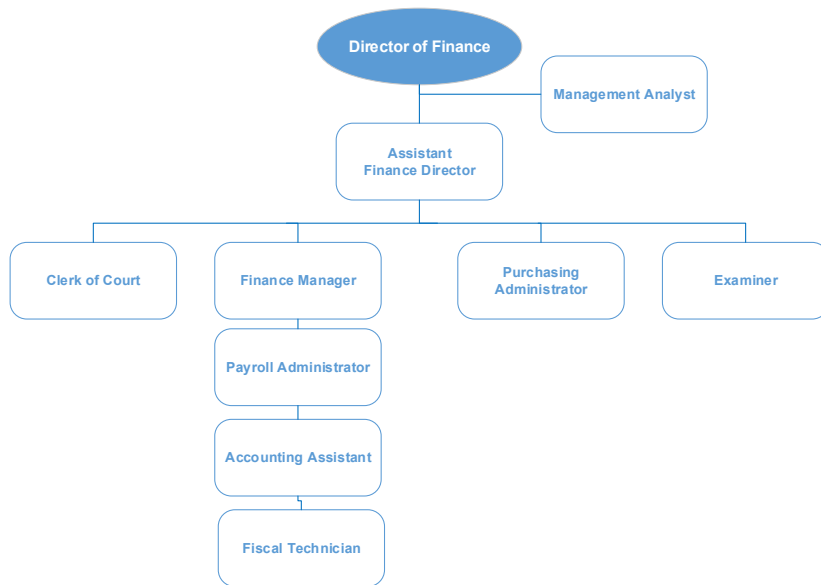 Director of Finance
Management Analyst
Assistant
Finance Director
Clerk of Court
Finance Manager
Purchasing
Administrator
Examiner
Payroll Administrator
Accounting Assistant
Fiscal Technician